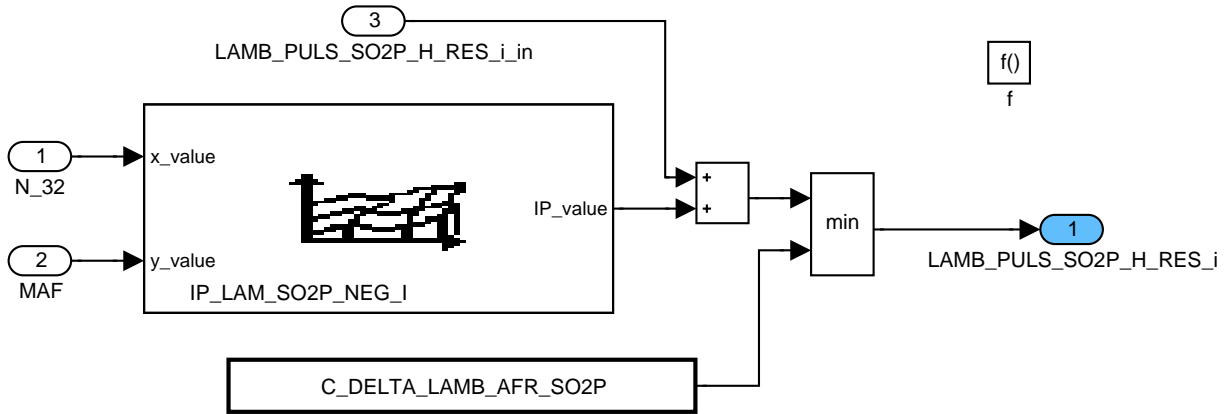 3
LAMB_PULS_SO2P_H_RES_i_in
f()
f
1
N_32
x_value
IP_value
2
MAF
y_value
IP_LAM_SO2P_NEG_I
+
+
min
1
LAMB_PULS_SO2P_H_RES_i
C_DELTA_LAMB_AFR_SO2P